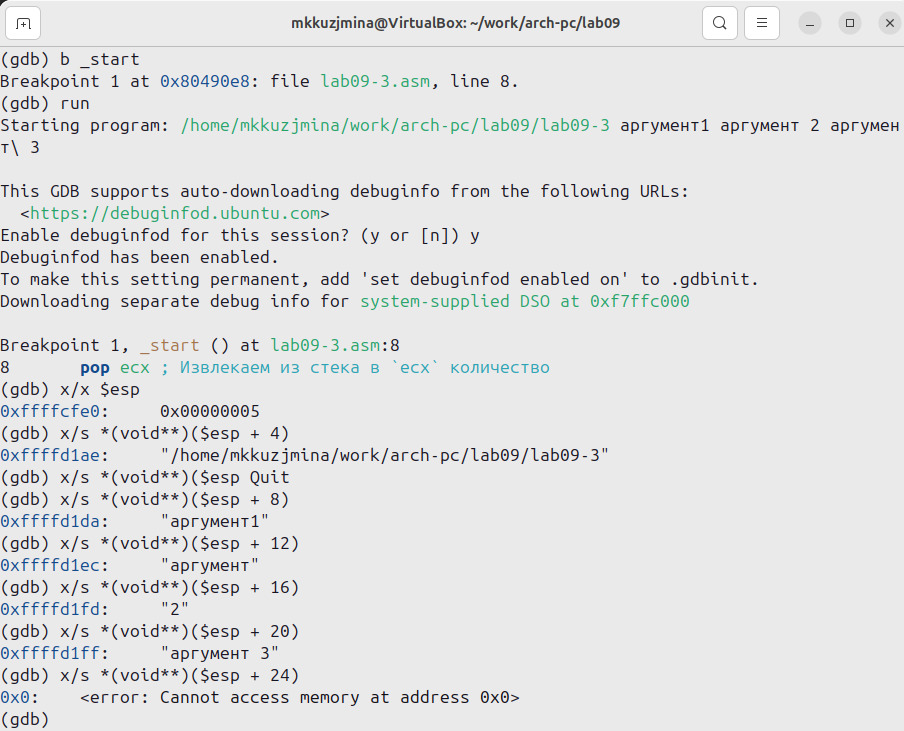 mkkuzjmina@VirtualBox: ~/work/arch-pc/lab09
(gdb) b _start
Breakpoint 1 at 0x80490e8: file lab09-3.asm, line 8.
(gdb) run
Starting program: /home/mkkuzjmina/work/arch-pc/lab09/lab09-3 аргумент1 аргумент 2 аргумен
т\ 3
This GDB supports auto-downloading debuginfo from the following URLs:
  <https://debuginfod.ubuntu.com>
Enable debuginfod for this session? (y or [n]) y
Debuginfod has been enabled.
To make this setting permanent, add 'set debuginfod enabled on' to .gdbinit.
Downloading separate debug info for system-supplied DSO at 0xf7ffc000
Breakpoint 1, _start () at lab09-3.asm:8
8       pop ecx ; Извлекаем из стека в `ecx` количество
(gdb) x/x $esp
0xffffcfe0:     0x00000005
(gdb) x/s *(void**)($esp + 4)
0xffffd1ae:     "/home/mkkuzjmina/work/arch-pc/lab09/lab09-3"
(gdb) x/s *(void**)($esp Quit
(gdb) x/s *(void**)($esp + 8)
0xffffd1da:     "аргумент1"
(gdb) x/s *(void**)($esp + 12)
0xffffd1ec:     "аргумент"
(gdb) x/s *(void**)($esp + 16)
0xffffd1fd:     "2"
(gdb) x/s *(void**)($esp + 20)
0xffffd1ff:     "аргумент 3"
(gdb) x/s *(void**)($esp + 24)
0x0:    <error: Cannot access memory at address 0x0>
(gdb)